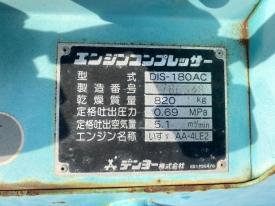 エンジンコンプレッサー
型式 DIS-180AC
製造番号
乾燥質量 820 kg
定格吐出圧力 0.69 MPa
定格吐出空気量 5.1 m³/min
エンジン名称 いすゞ AA-4LE2
デンヨー株式会社